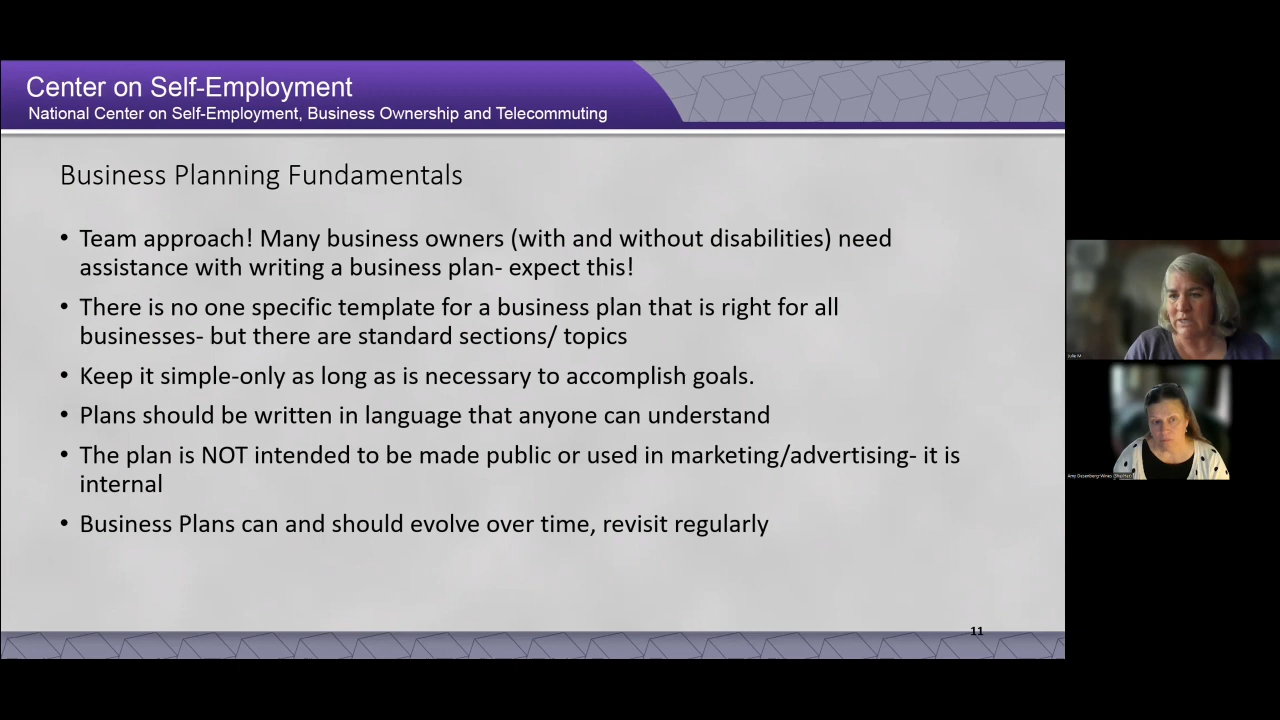 Center on Self-Employment
National Center on Self-Employment, Business Ownership and Telecommuting
Business Planning Fundamentals
• Team approach! Many business owners (with and without disabilities) need
assistance with writing a business plan- expect this!
• There is no one specific template for a business plan that is right for all
businesses- but there are standard sections/ topics
• Keep it simple-only as long as is necessary to accomplish goals.
• Plans should be written in language that anyone can understand
• The plan is NOT intended to be made public or used in marketing/advertising- it is
internal
• Business Plans can and should evolve over time, revisit regularly
11
Julie M
Amy